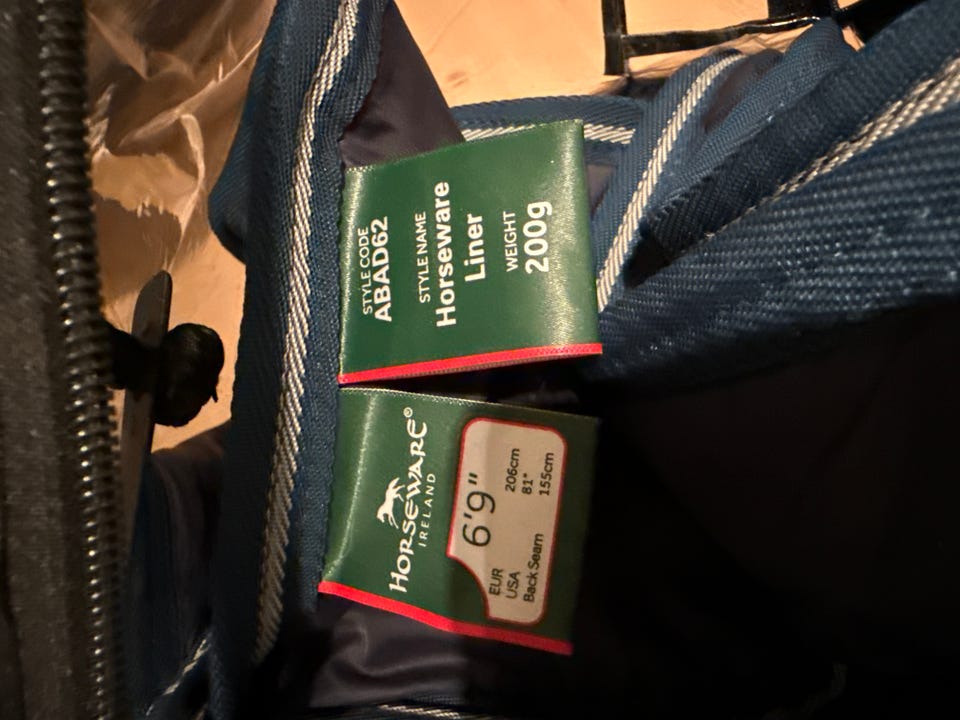 STYLE CODE
ABAD62
STYLE NAME
Horseware
Liner
WEIGHT
200g
HORSEWARE®
IRELAND
6'9"
EUR 206cm
USA 81"
Back Seam 155cm